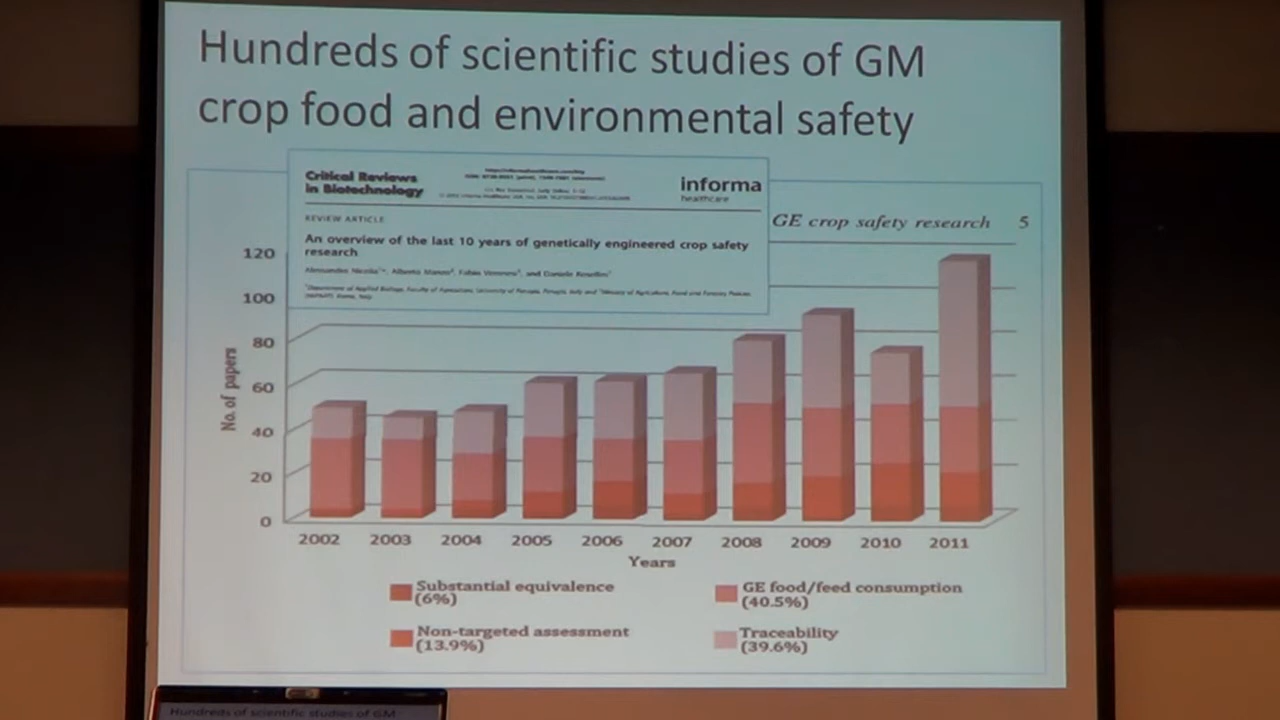 Hundreds of scientific studies of GM
crop food and environmental safety
Critical Reviews
in Biotechnology
informa
healthcare
REVIEW ARTICLE
An overview of the last 10 years of genetically engineered crop safety
research
GE crop safety research 5
120
100
80
60
40
20
0
No. of papers
2002 2003 2004 2005 2006 2007 2008 2009 2010 2011
Years
Substantial equivalence
(6%)
GE food/feed consumption
(40.5%)
Non-targeted assessment
(13.9%)
Traceability
(39.6%)
Hundreds of scientific studies of GM